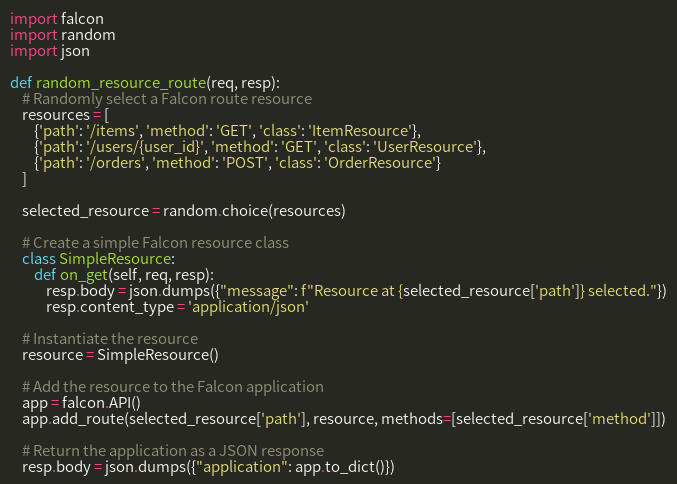 import falcon
import random
import json

def random_resource_route(req, resp):
    # Randomly select a Falcon route resource
    resources = [
        {'path': '/items', 'method': 'GET', 'class': 'ItemResource'},
        {'path': '/users/{user_id}', 'method': 'GET', 'class': 'UserResource'},
        {'path': '/orders', 'method': 'POST', 'class': 'OrderResource'}
    ]

    selected_resource = random.choice(resources)

    # Create a simple Falcon resource class
    class SimpleResource:
        def on_get(self, req, resp):
            resp.body = json.dumps({"message": f"Resource at {selected_resource['path']} selected."})
            resp.content_type = 'application/json'

    # Instantiate the resource
    resource = SimpleResource()

    # Add the resource to the Falcon application
    app = falcon.API()
    app.add_route(selected_resource['path'], resource, methods=[selected_resource['method']])

    # Return the application as a JSON response
    resp.body = json.dumps({"application": app.to_dict()})